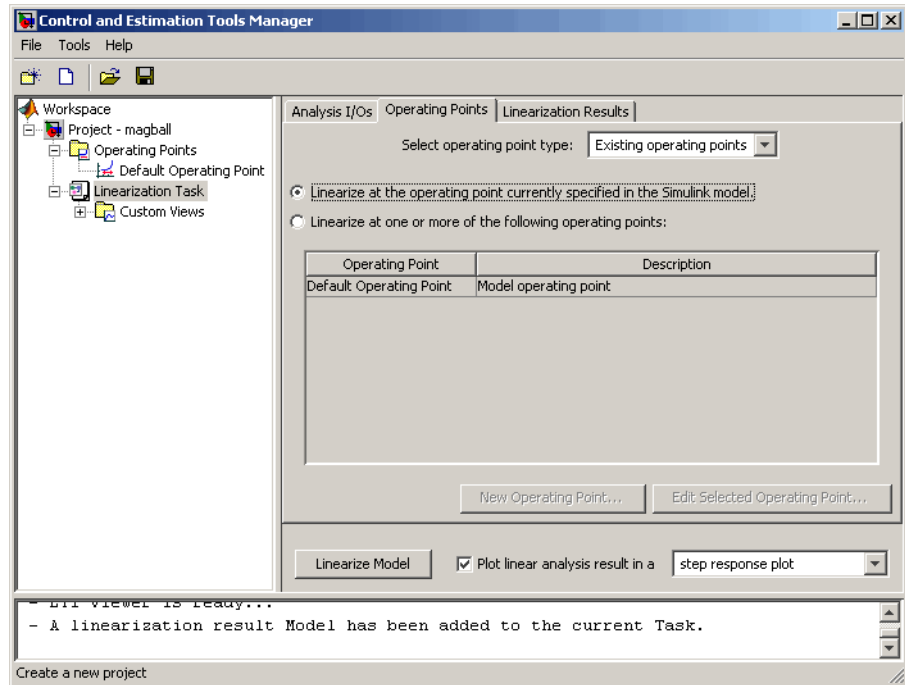 Control and Estimation Tools Manager
File Tools Help
Workspace
Project - magball
Operating Points
Default Operating Point
Linearization Task
Custom Views
Analysis I/Os Operating Points Linearization Results
Select operating point type: Existing operating points
Linearize at the operating point currently specified in the Simulink model.
Linearize at one or more of the following operating points:
Operating Point Description
Default Operating Point Model operating point
New Operating Point... Edit Selected Operating Point...
Linearize Model Plot linear analysis result in a step response plot
- LTI Viewer is ready...
- A linearization result Model has been added to the current Task.
Create a new project